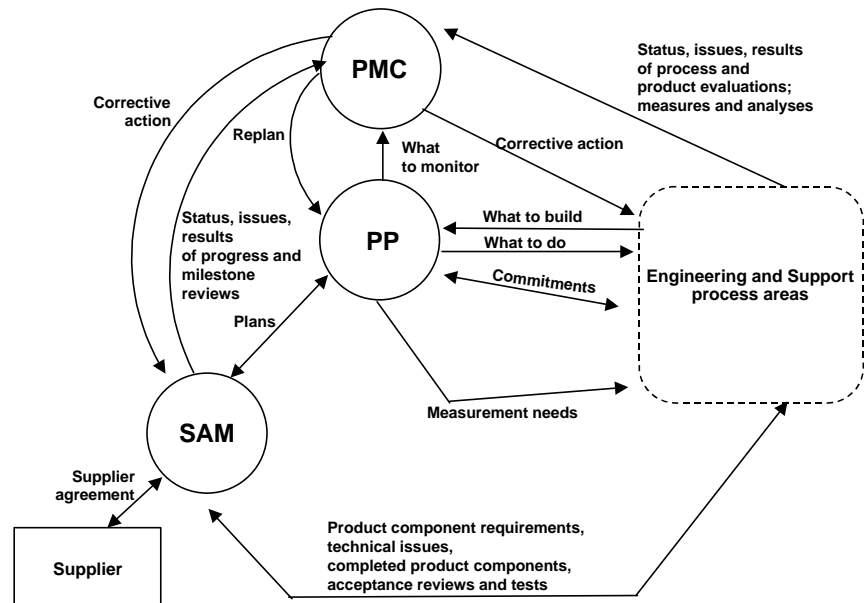 PMC
Status, issues, results
of process and
product evaluations;
measures and analyses
Corrective
action
Replan
What
to monitor
Corrective action
Status, issues,
results
of progress and
milestone
reviews
PP
What to build
What to do
Commitments
Engineering and Support
process areas
Plans
Measurement needs
SAM
Supplier
agreement
Supplier
Product component requirements,
technical issues,
completed product components,
acceptance reviews and tests